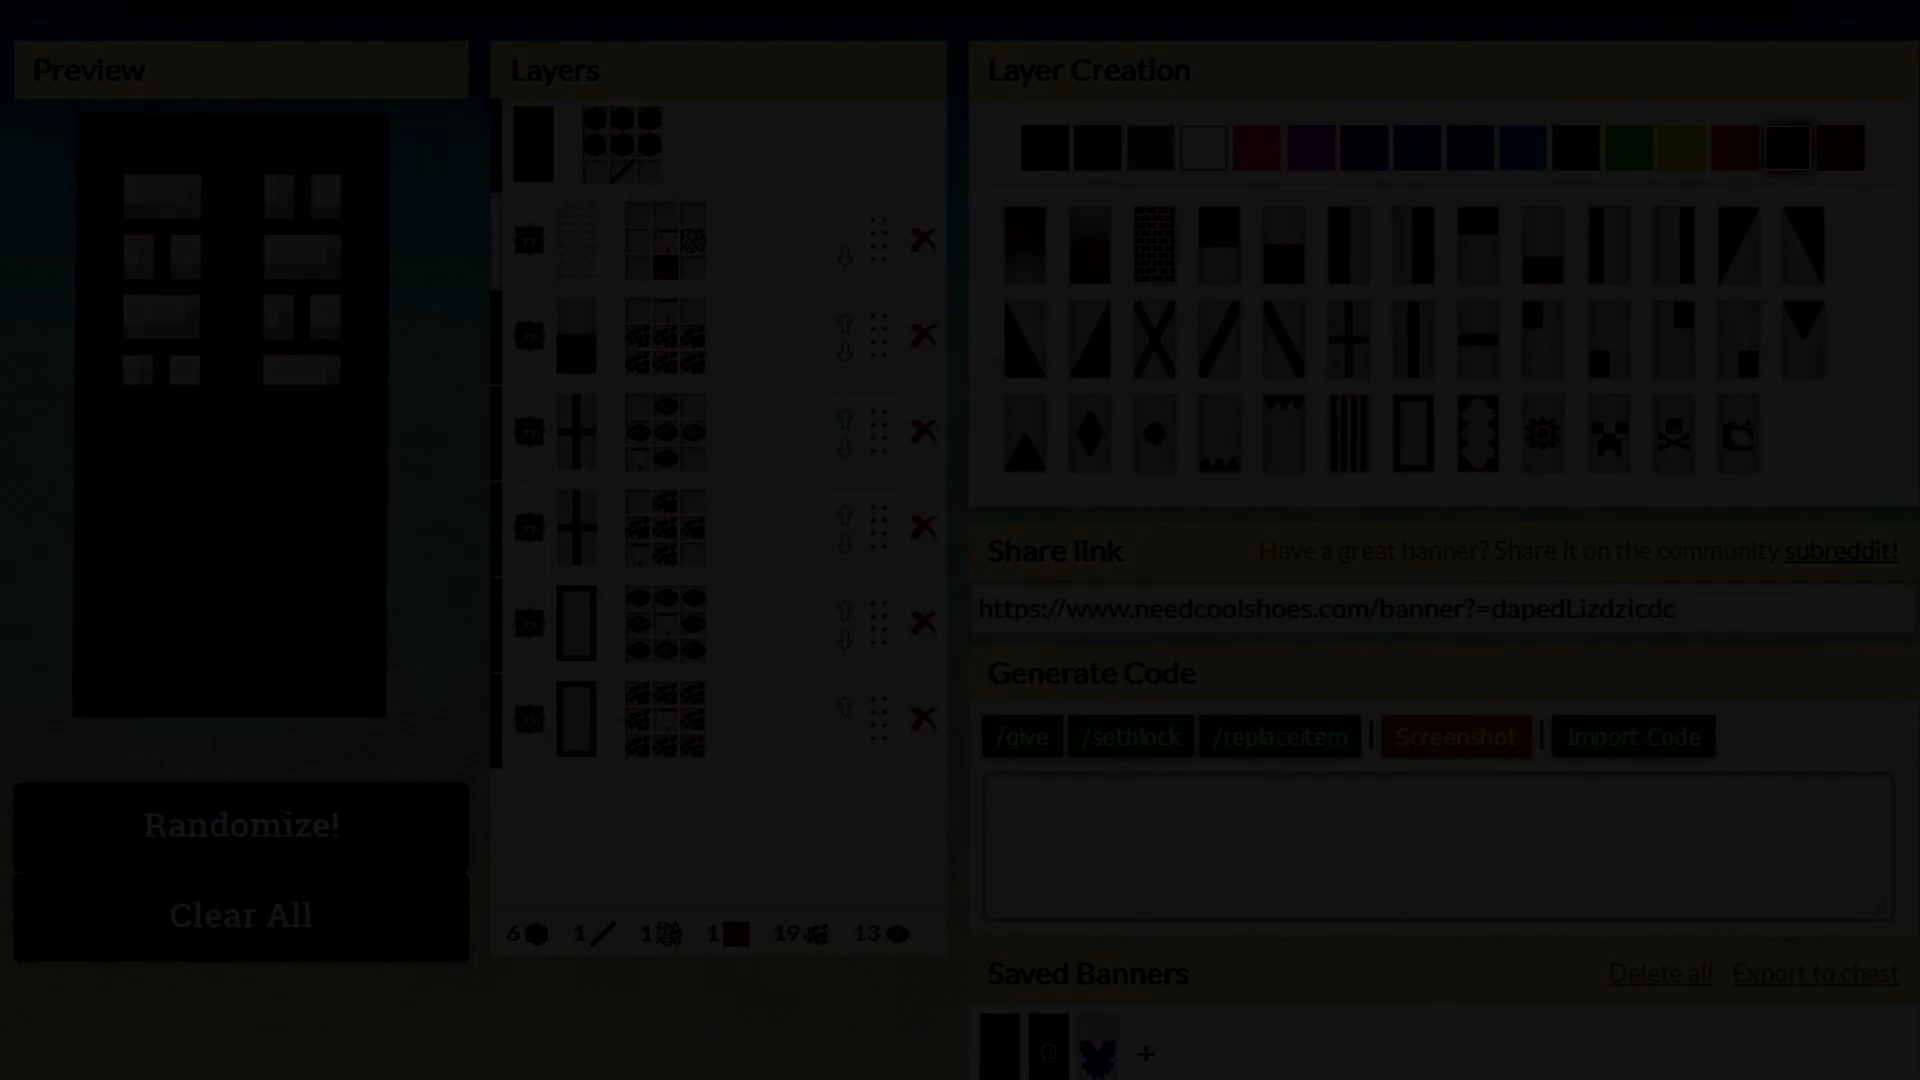 Preview
Layers
Layer Creation
Share link
Have a great banner? Share it on the community subreddit!
https://www.needcoolshoes.com/banner?=dapedLizdzicdc
Generate Code
/give
/setblock
/replaceitem
Screenshot
Import Code
Randomize!
Clear All
6
1
1
1
19
13
Saved Banners
Delete all
Export to chest
+